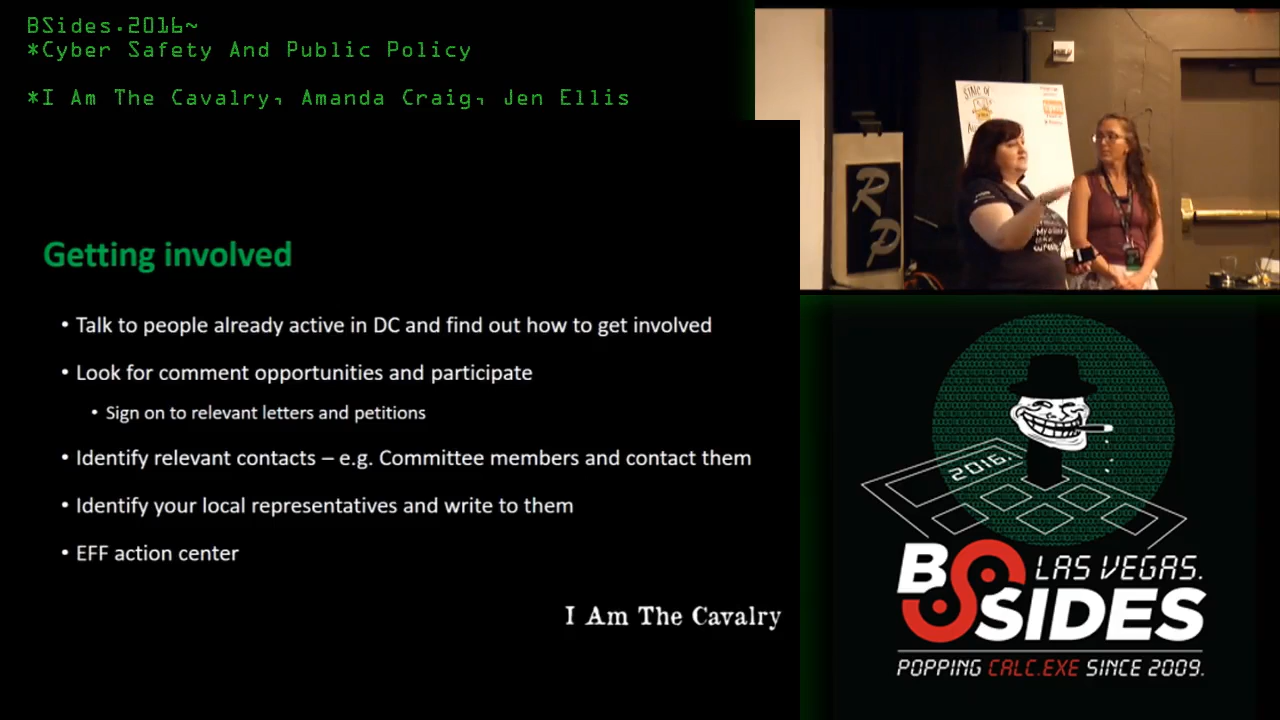 BSides.2016~
*Cyber Safety And Public Policy
*I Am The Cavalry, Amanda Craig, Jen Ellis
RP
Getting involved
• Talk to people already active in DC and find out how to get involved
• Look for comment opportunities and participate
• Sign on to relevant letters and petitions
• Identify relevant contacts – e.g. Committee members and contact them
• Identify your local representatives and write to them
• EFF action center
I Am The Cavalry
2016.
BSIDES
LAS VEGAS.
POPPING CALC.EXE SINCE 2009.